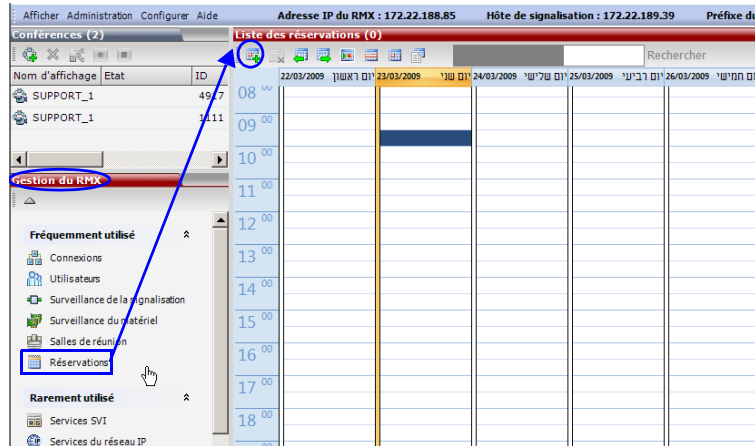 Afficher Administration Configurer Aide Adresse IP du RMX : 172.22.188.85 Hôte de signalisation : 172.22.189.39 Préfixe du
Conférences (2)
Nom d'affichage Etat ID
SUPPORT_1 4917
SUPPORT_1 1111
Gestion du RMX
Fréquemment utilisé
Connexions
Utilisateurs
Surveillance de la signalisation
Surveillance du matériel
Salles de réunion
Réservations
Rarement utilisé
Services SVI
Services du réseau IP
Liste des réservations (0)
Rechercher
22/03/2009 יום ראשון 23/03/2009 יום שני 24/03/2009 יום שלישי 25/03/2009 יום רביעי 26/03/2009 יום חמישי
08 00
09 00
10 00
11 00
12 00
13 00
14 00
15 00
16 00
17 00
18 00